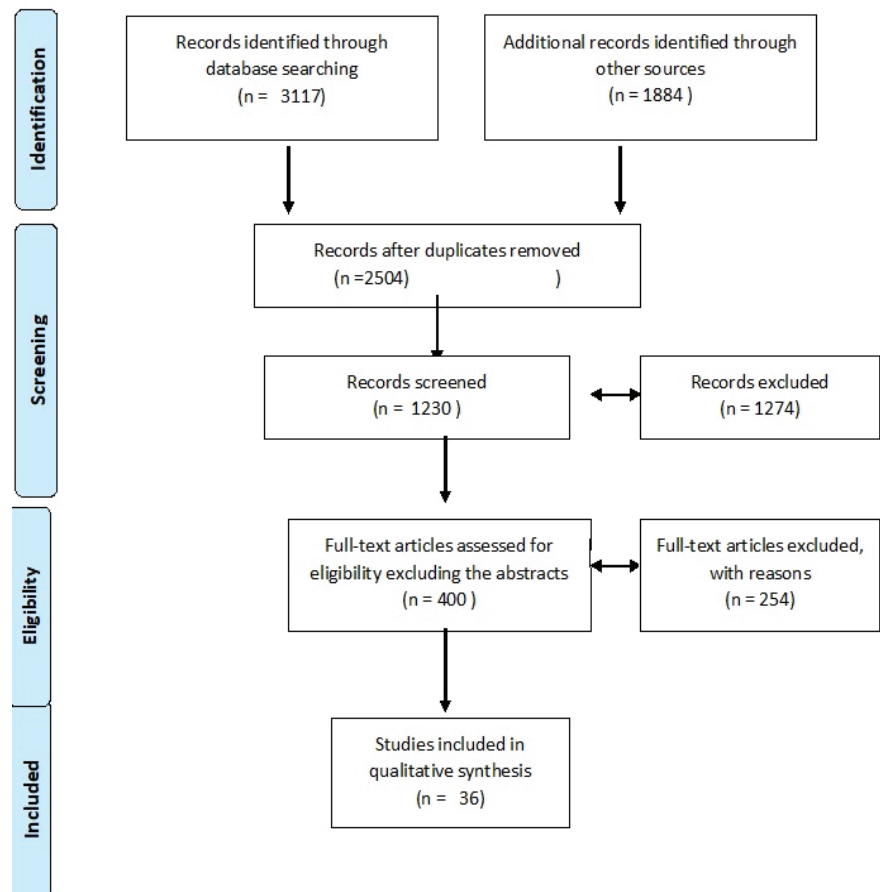 Identification
Records identified through
database searching
(n = 3117)
Additional records identified through
other sources
(n = 1884 )
Screening
Records after duplicates removed
(n =2504) )
Records screened
(n = 1230 )
Records excluded
(n = 1274)
Eligibility
Full-text articles assessed for
eligibility excluding the abstracts
(n = 400 )
Full-text articles excluded,
with reasons
(n = 254)
Included
Studies included in
qualitative synthesis
(n = 36)